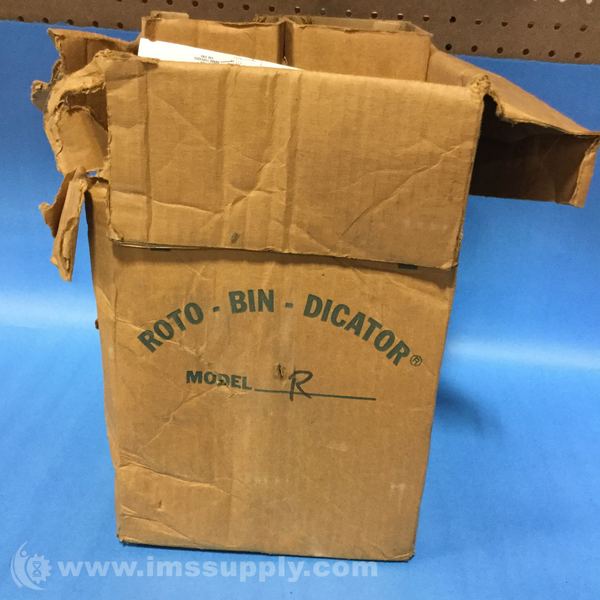 ROTO - BIN - DICATOR®
MODEL R
www.imssupply.com